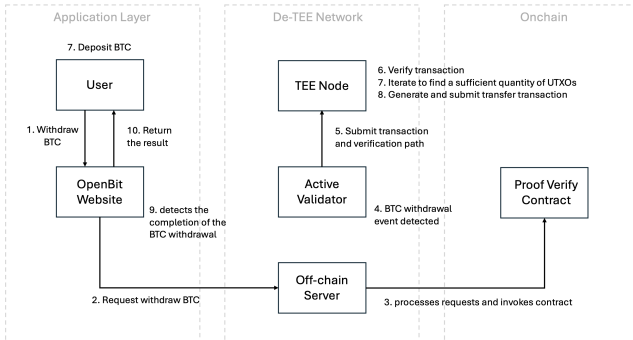 Application Layer
De-TEE Network
Onchain
7. Deposit BTC
User
TEE Node
6. Verify transaction
7. Iterate to find a sufficient quantity of UTXOs
8. Generate and submit transfer transaction
1. Withdraw
BTC
10. Return
the result
5. Submit transaction
and verification path
OpenBit
Website
Active
Validator
Proof Verify
Contract
9. detects the
completion of the
BTC withdrawal
4. BTC withdrawal
event detected
Off-chain
Server
2. Request withdraw BTC
3. processes requests and invokes contract